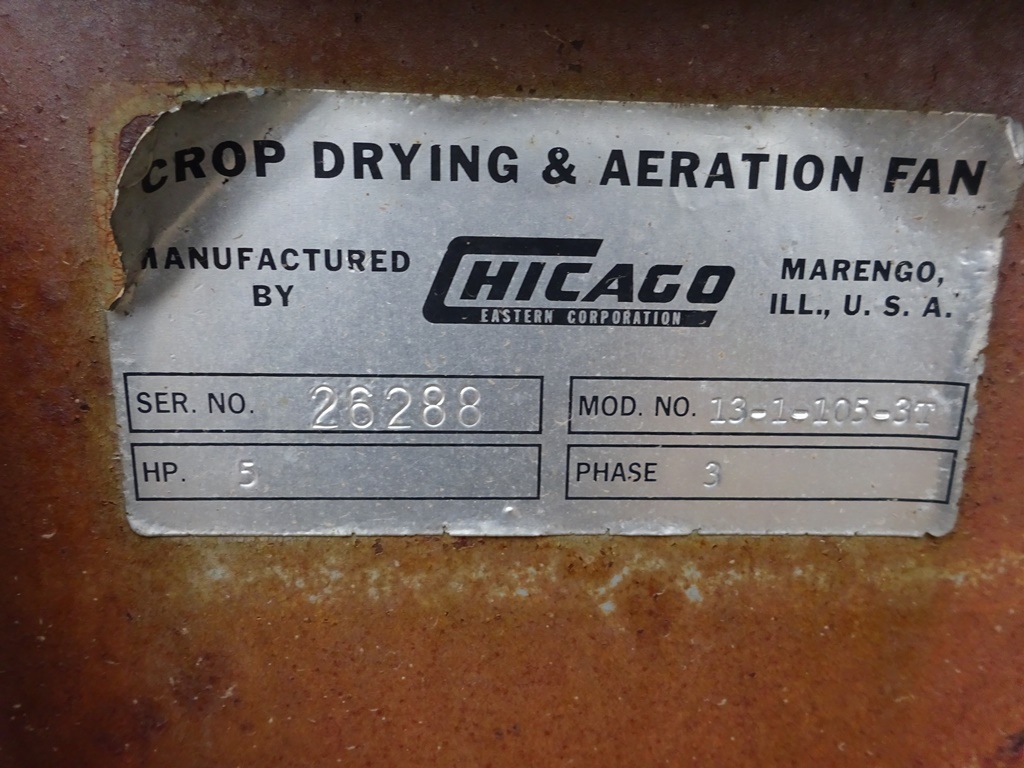 CROP DRYING & AERATION FAN
MANUFACTURED BY
CHICAGO
EASTERN CORPORATION
MARENGO,
ILL., U. S. A.
SER. NO. 26288
MOD. NO. 13-1-105-3T
HP. 5
PHASE 3